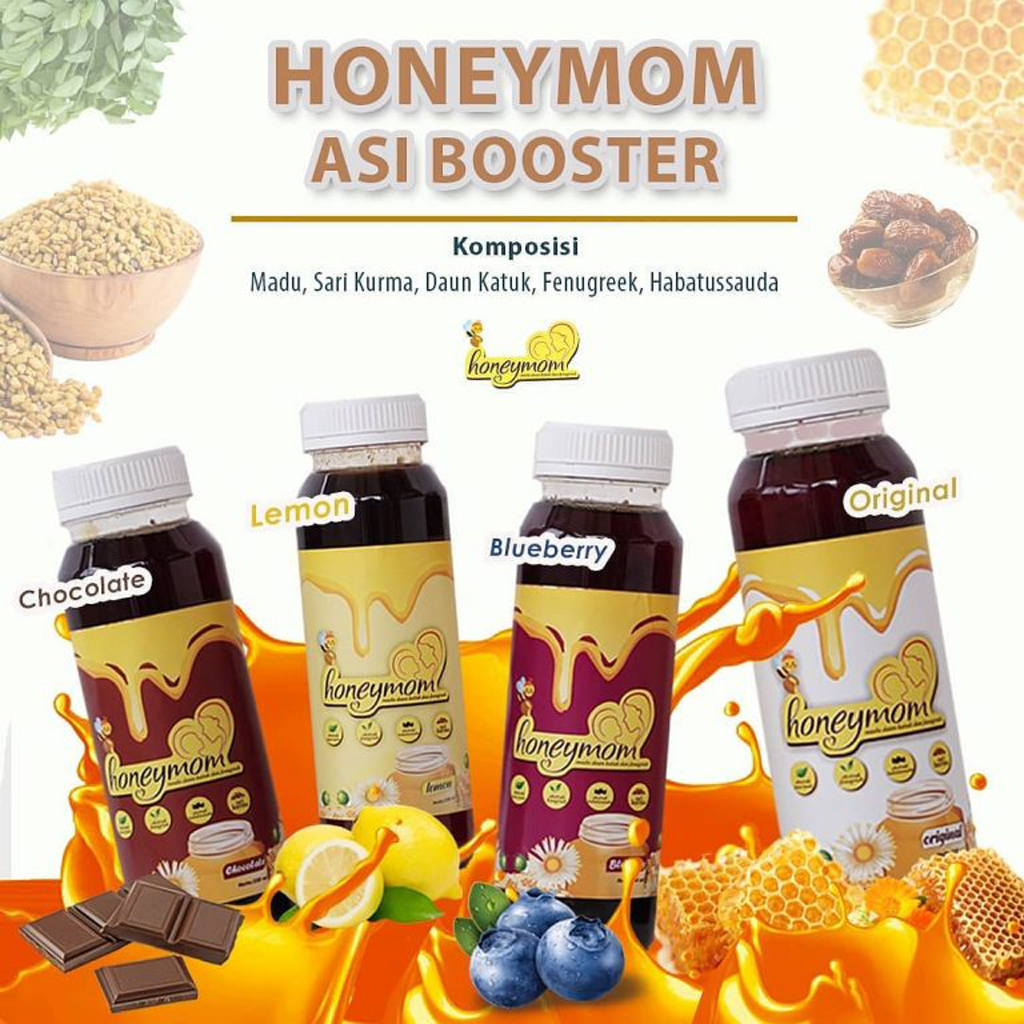 HONEYMOM
ASI BOOSTER
Komposisi
Madu, Sari Kurma, Daun Katuk, Fenugreek, Habatussauda
honeymom
Chocolate
Lemon
Blueberry
Original
honeymom
Chocolate
honeymom
lemon
honeymom
honeymom
original